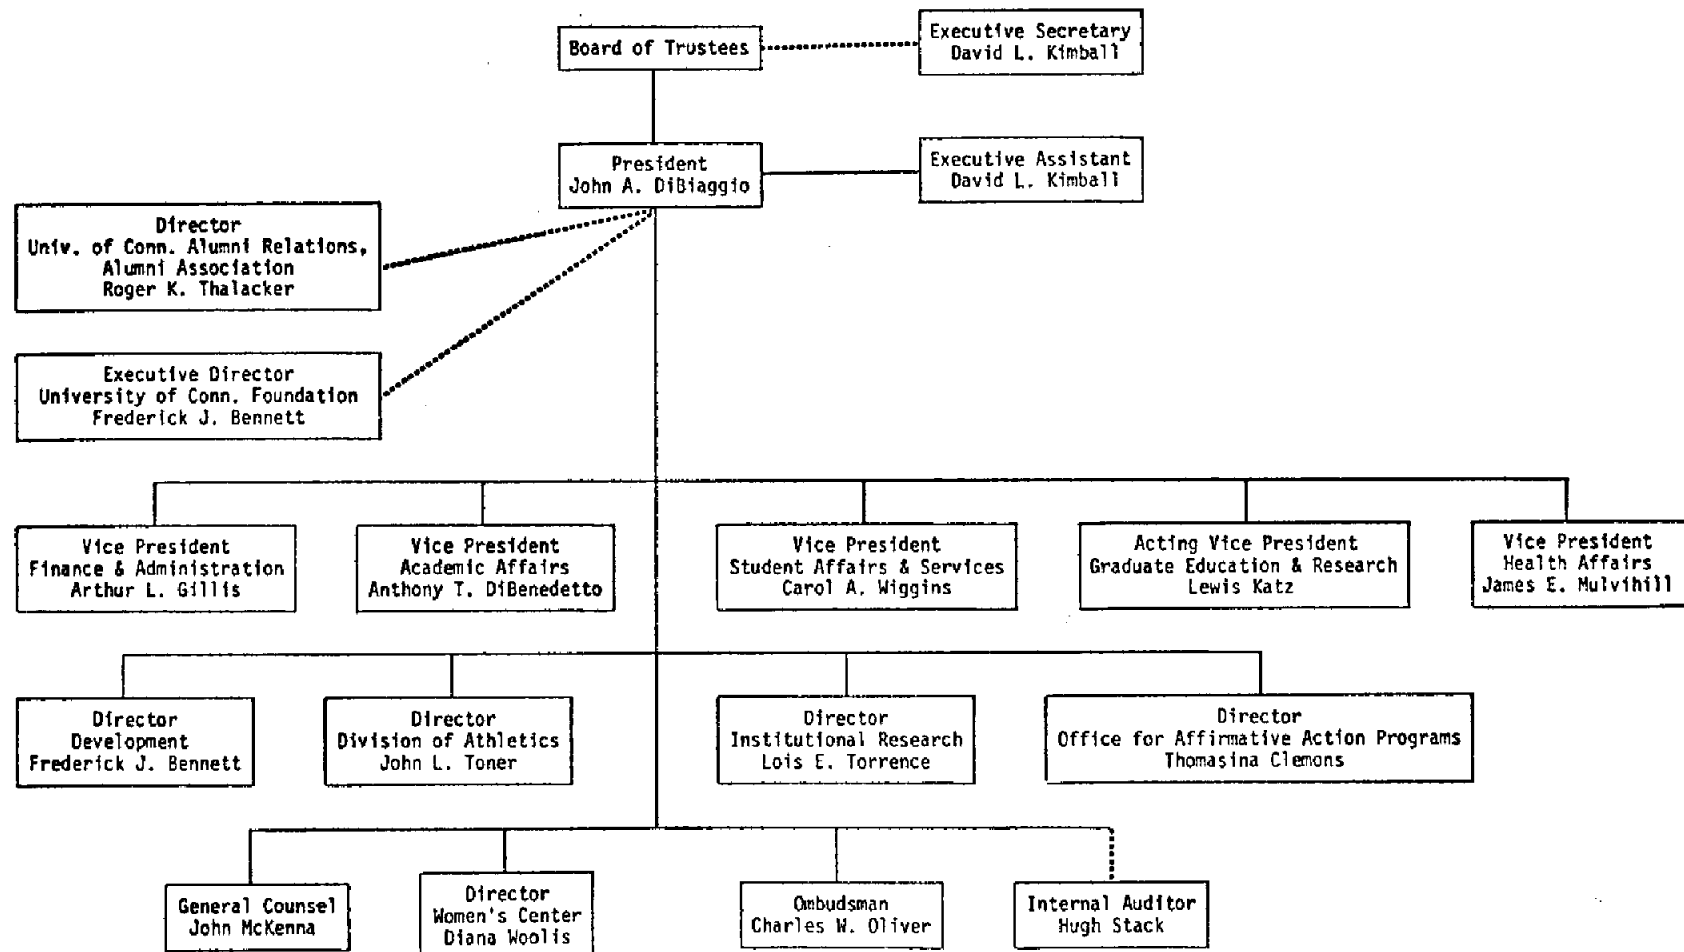 Board of Trustees
Executive Secretary
David L. Kimball
President
John A. DiBiaggio
Executive Assistant
David L. Kimball
Director
Univ. of Conn. Alumni Relations,
Alumni Association
Roger K. Thalacker
Executive Director
University of Conn. Foundation
Frederick J. Bennett
Vice President
Finance & Administration
Arthur L. Gillis
Vice President
Academic Affairs
Anthony T. DiBenedetto
Vice President
Student Affairs & Services
Carol A. Wiggins
Acting Vice President
Graduate Education & Research
Lewis Katz
Vice President
Health Affairs
James E. Mulvihill
Director
Development
Frederick J. Bennett
Director
Division of Athletics
John L. Toner
Director
Institutional Research
Lois E. Torrence
Director
Office for Affirmative Action Programs
Thomasina Clemons
General Counsel
John McKenna
Director
Women's Center
Diana Woolis
Ombudsman
Charles W. Oliver
Internal Auditor
Hugh Stack